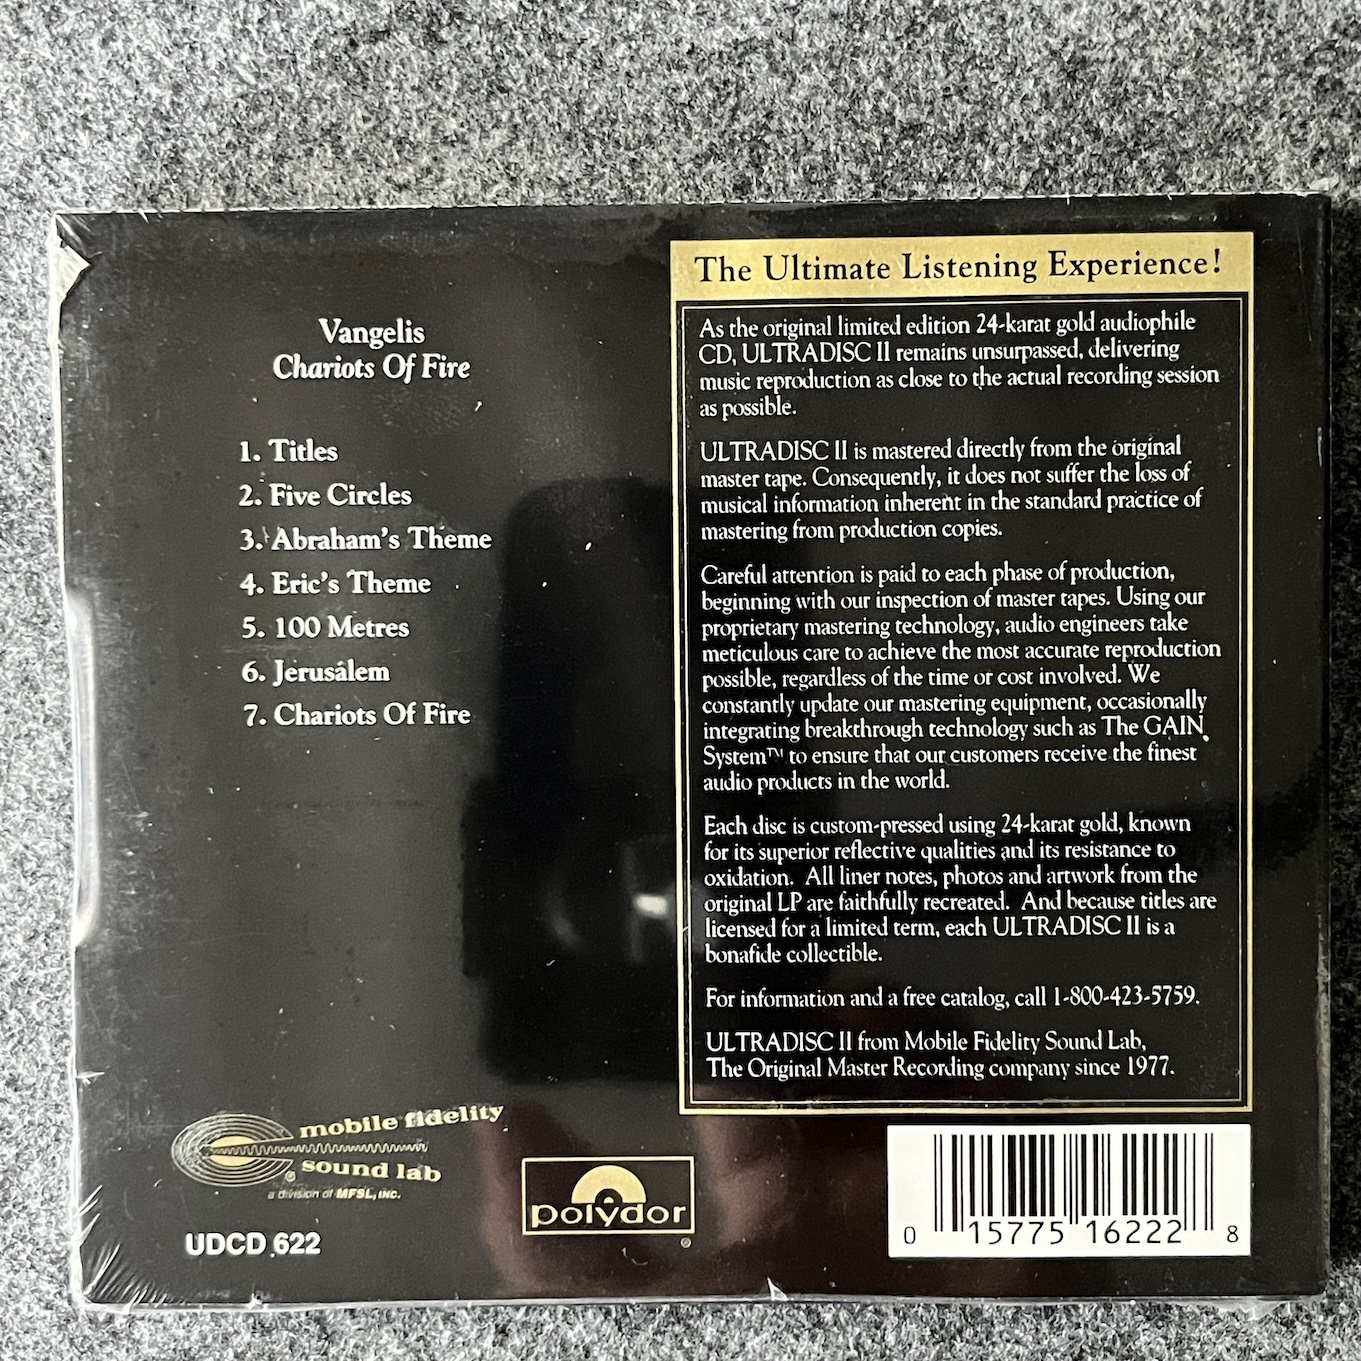 Vangelis
Chariots Of Fire
1. Titles
2. Five Circles
3. Abraham's Theme
4. Eric's Theme
5. 100 Metres
6. Jerusalem
7. Chariots Of Fire
The Ultimate Listening Experience!
As the original limited edition 24-karat gold audiophile
CD, ULTRADISC II remains unsurpassed, delivering
music reproduction as close to the actual recording session
as possible.
ULTRADISC II is mastered directly from the original
master tape. Consequently, it does not suffer the loss of
musical information inherent in the standard practice of
mastering from production copies.
Careful attention is paid to each phase of production,
beginning with our inspection of master tapes. Using our
proprietary mastering technology, audio engineers take
meticulous care to achieve the most accurate reproduction
possible, regardless of the time or cost involved. We
constantly update our mastering equipment, occasionally
integrating breakthrough technology such as The GAIN
System™ to ensure that our customers receive the finest
audio products in the world.
Each disc is custom-pressed using 24-karat gold, known
for its superior reflective qualities and its resistance to
oxidation. All liner notes, photos and artwork from the
original LP are faithfully recreated. And because titles are
licensed for a limited term, each ULTRADISC II is a
bonafide collectible.
For information and a free catalog, call 1-800-423-5759.
ULTRADISC II from Mobile Fidelity Sound Lab,
The Original Master Recording company since 1977.
mobile fidelity
sound lab ®
a division of MFSL, INC.
UDCD 622
polydor ®
0 15775 16222 8